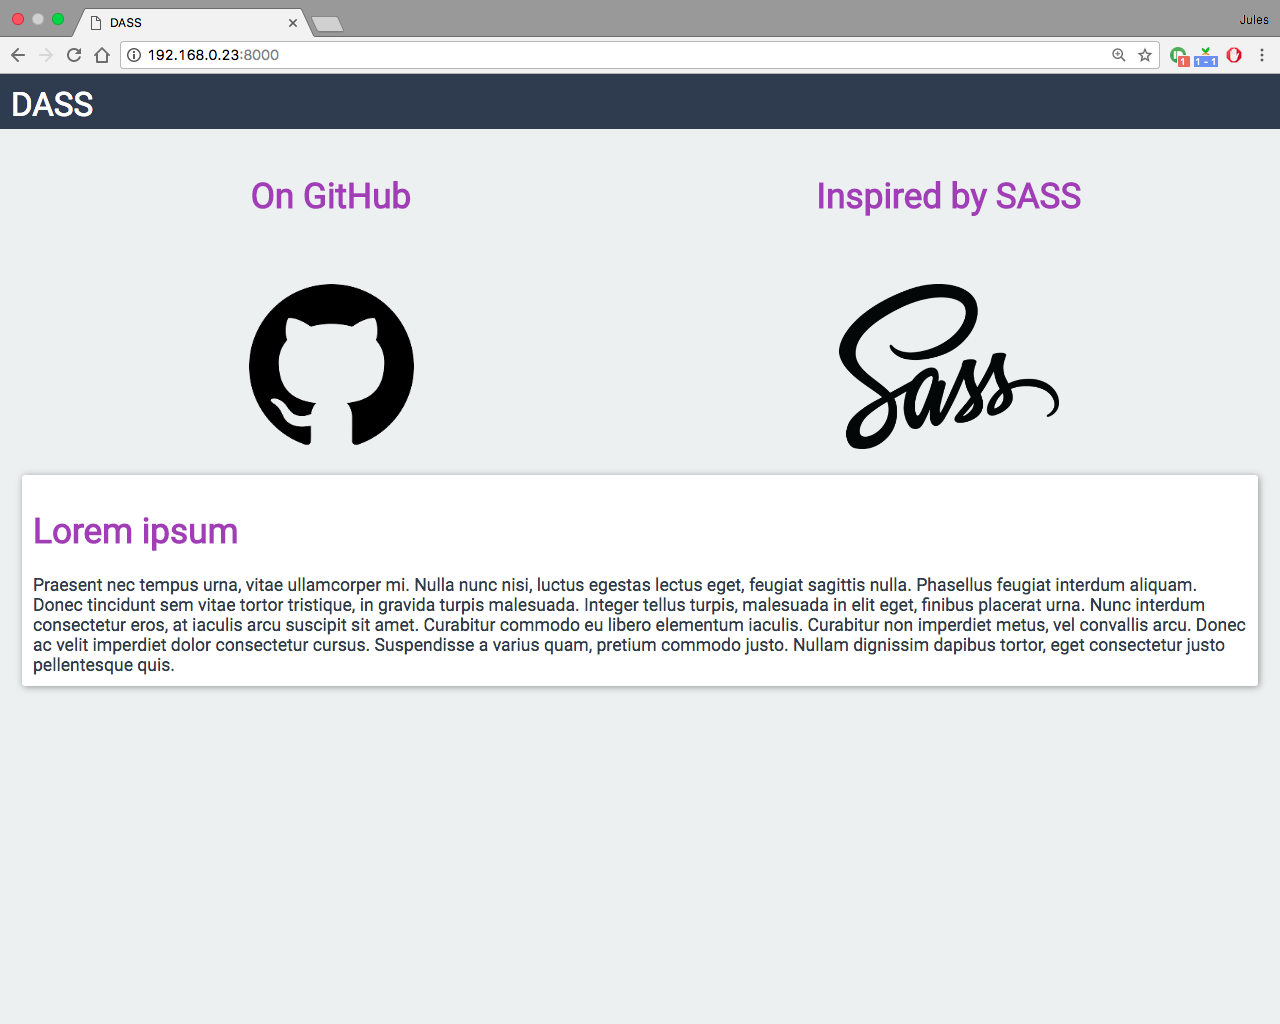 DASS
Jules
192.168.0.23:8000
1
1 - 1
DASS
On GitHub
Inspired by SASS
Sass
Lorem ipsum
Praesent nec tempus urna, vitae ullamcorper mi. Nulla nunc nisi, luctus egestas lectus eget, feugiat sagittis nulla. Phasellus feugiat interdum aliquam.
Donec tincidunt sem vitae tortor tristique, in gravida turpis malesuada. Integer tellus turpis, malesuada in elit eget, finibus placerat urna. Nunc interdum
consectetur eros, at iaculis arcu suscipit sit amet. Curabitur commodo eu libero elementum iaculis. Curabitur non imperdiet metus, vel convallis arcu. Donec
ac velit imperdiet dolor consectetur cursus. Suspendisse a varius quam, pretium commodo justo. Nullam dignissim dapibus tortor, eget consectetur justo
pellentesque quis.